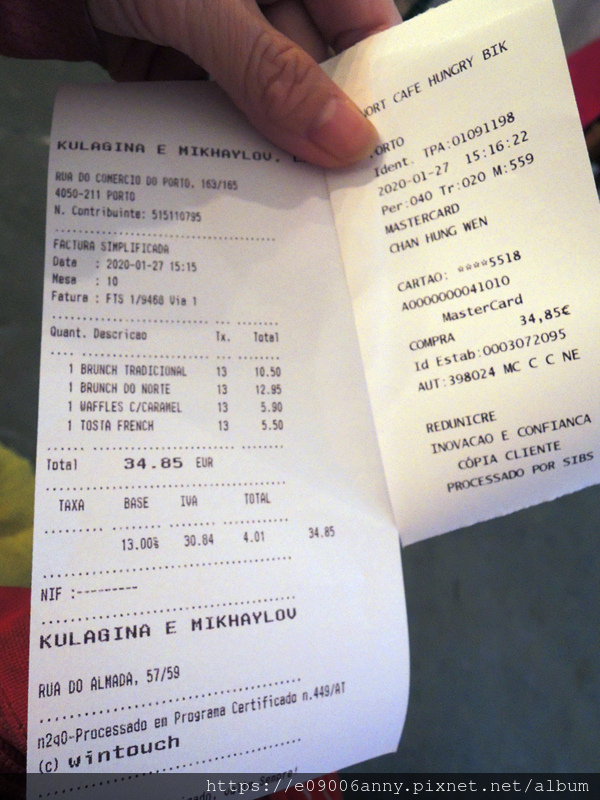 KULAGINA E MIKHAYLOV,
RUA DO COMERCIO DO PORTO, 163/165
4050-211 PORTO
N. Contribuinte: 515110795
FACTURA SIMPLIFICADA
Data : 2020-01-27 15:15
Mesa : 10
Fatura : FTS 1/9468 Via 1
Quant. Descricao Tx. Total
1 BRUNCH TRADICIONAL 13 10.50
1 BRUNCH DO NORTE 13 12.95
1 WAFFLES C/CARAMEL 13 5.90
1 TOSTA FRENCH 13 5.50
Total 34.85 EUR
TAXA BASE IVA TOTAL
13.00% 30.84 4.01 34.85
NIF :---------
KULAGINA E MIKHAYLOV
RUA DO ALMADA, 57/59
n2q0-Processado em Programa Certificado n.449/AT
(c) wintouch
CAFE HUNGRY BIK
Ident. TPA:01091198
2020-01-27 15:16:22
Per:040 Tr:020 M:559
MASTERCARD
CHAN HUNG WEN
CARTAO: ****5518
A0000000041010
MasterCard
COMPRA 34,85€
Id Estab:0003072095
AUT:398024 MC C C NE
REDUNICRE
INOVACAO E CONFIANCA
CÓPIA CLIENTE
PROCESSADO POR SIBS
https://e09006anny.pixnet.net/album